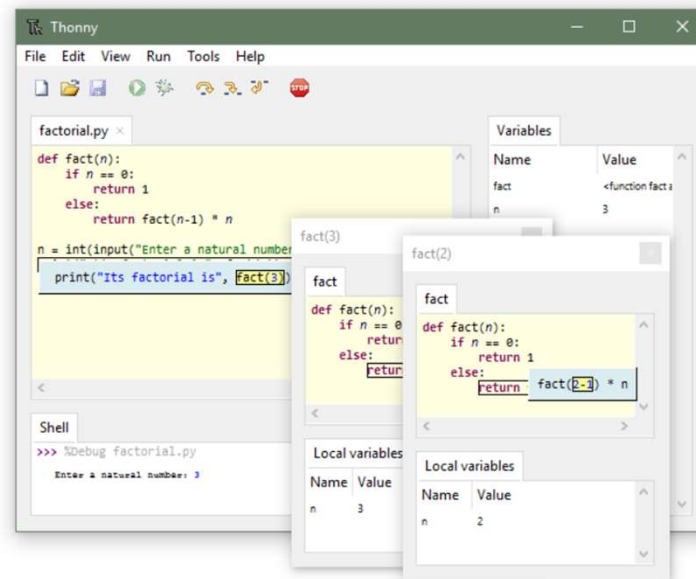 Thonny
File Edit View Run Tools Help
STOP
factorial.py
def fact(n):
    if n == 0:
        return 1
    else:
        return fact(n-1) * n
n = int(input("Enter a natural number
print("Its factorial is", fact(3))
Shell
>>> %Debug factorial.py
Enter a natural number: 3
Variables
Name Value
fact <function fact a
n 3
fact(3)
fact
def fact(n):
    if n == 0
        retur
    else:
        retur
Local variables
Name Value
n 3
fact(2)
fact
def fact(n):
    if n == 0:
        return 1
    else:
        return fact(2-1) * n
Local variables
Name Value
n 2